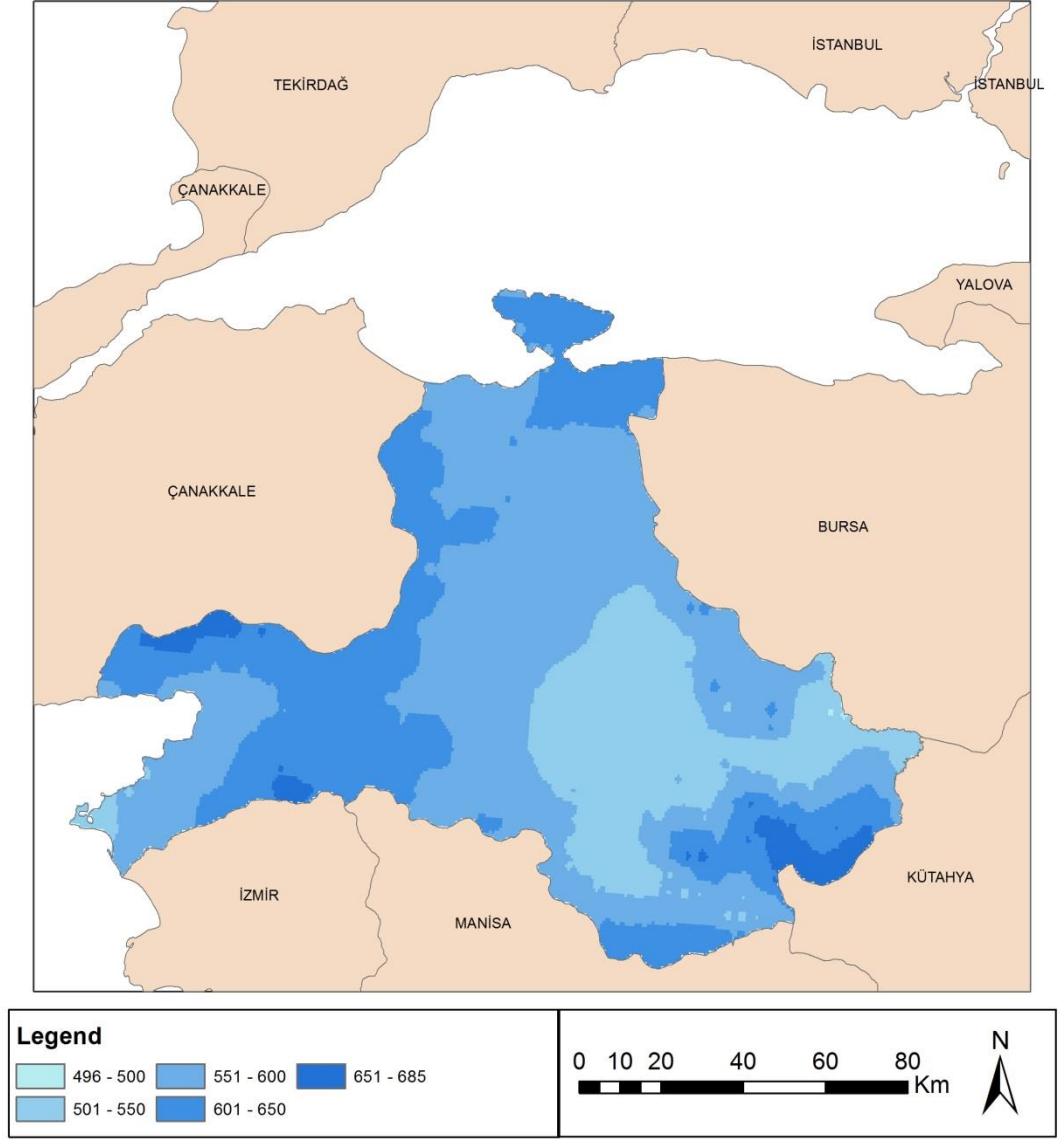 İSTANBUL
TEKİRDAĞ
İSTANBUL
ÇANAKKALE
YALOVA
ÇANAKKALE
BURSA
KÜTAHYA
İZMİR
MANİSA
Legend
496 - 500
551 - 600
651 - 685
501 - 550
601 - 650
0 10 20 40 60 80
Km
N